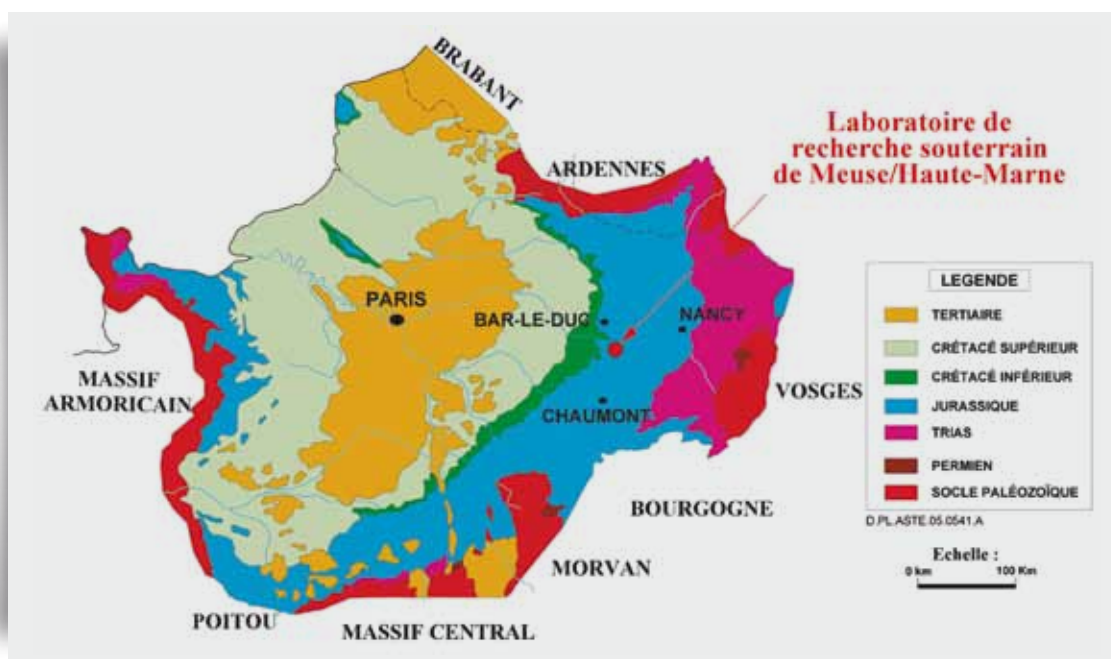 BRABANT
Laboratoire de
recherche souterrain
de Meuse/Haute-Marne
ARDENNES
PARIS
BAR-LE-DUC
NANCY
MASSIF
ARMORICAIN
VOSGES
CHAUMONT
BOURGOGNE
MORVAN
POITOU
MASSIF CENTRAL
LEGENDE
TERTIAIRE
CRÉTACÉ SUPÉRIEUR
CRÉTACÉ INFÉRIEUR
JURASSIQUE
TRIAS
PERMIEN
SOCLE PALÉOZOÏQUE
D.PL.ASTE.05.0541.A
Echelle :
0 km 100 Km